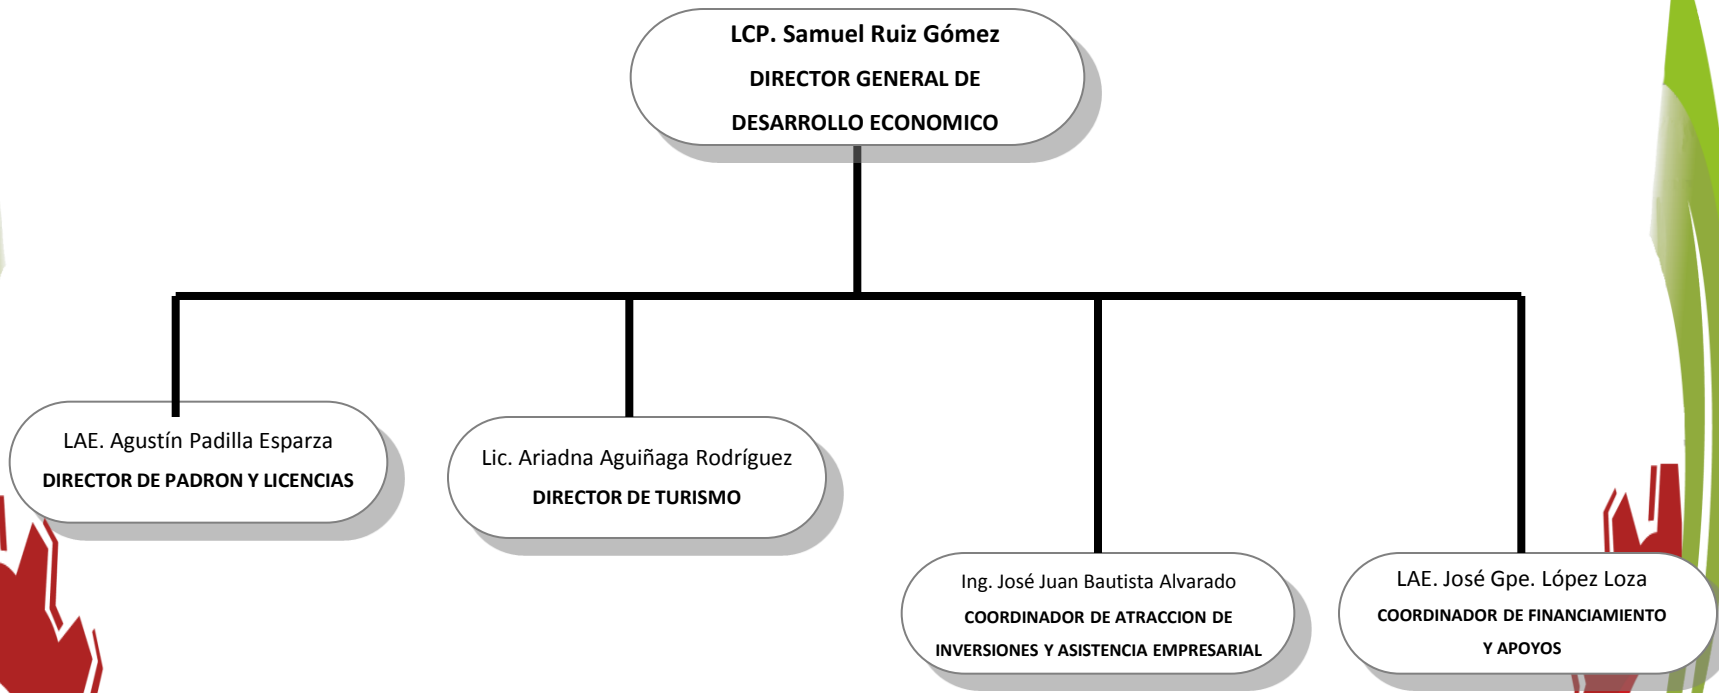 LCP. Samuel Ruiz Gómez
DIRECTOR GENERAL DE
DESARROLLO ECONOMICO
LAE. Agustín Padilla Esparza
DIRECTOR DE PADRON Y LICENCIAS
Lic. Ariadna Aguiñaga Rodríguez
DIRECTOR DE TURISMO
Ing. José Juan Bautista Alvarado
COORDINADOR DE ATRACCION DE
INVERSIONES Y ASISTENCIA EMPRESARIAL
LAE. José Gpe. López Loza
COORDINADOR DE FINANCIAMIENTO
Y APOYOS